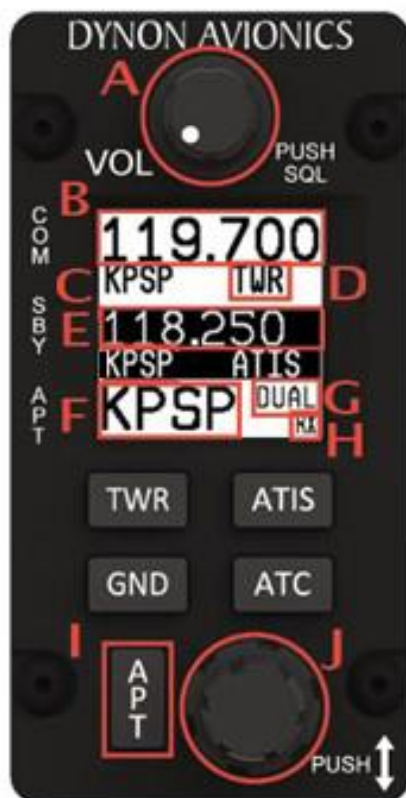 DYNON AVIONICS
A
VOL
PUSH
SQL
B
COM
119.700
C
KPSP TWR
D
SBY
E
118.250
KPSP ATIS
APT
F
KPSP
DUAL
G
RX
H
TWR ATIS
GND ATC
I
APT
J
PUSH